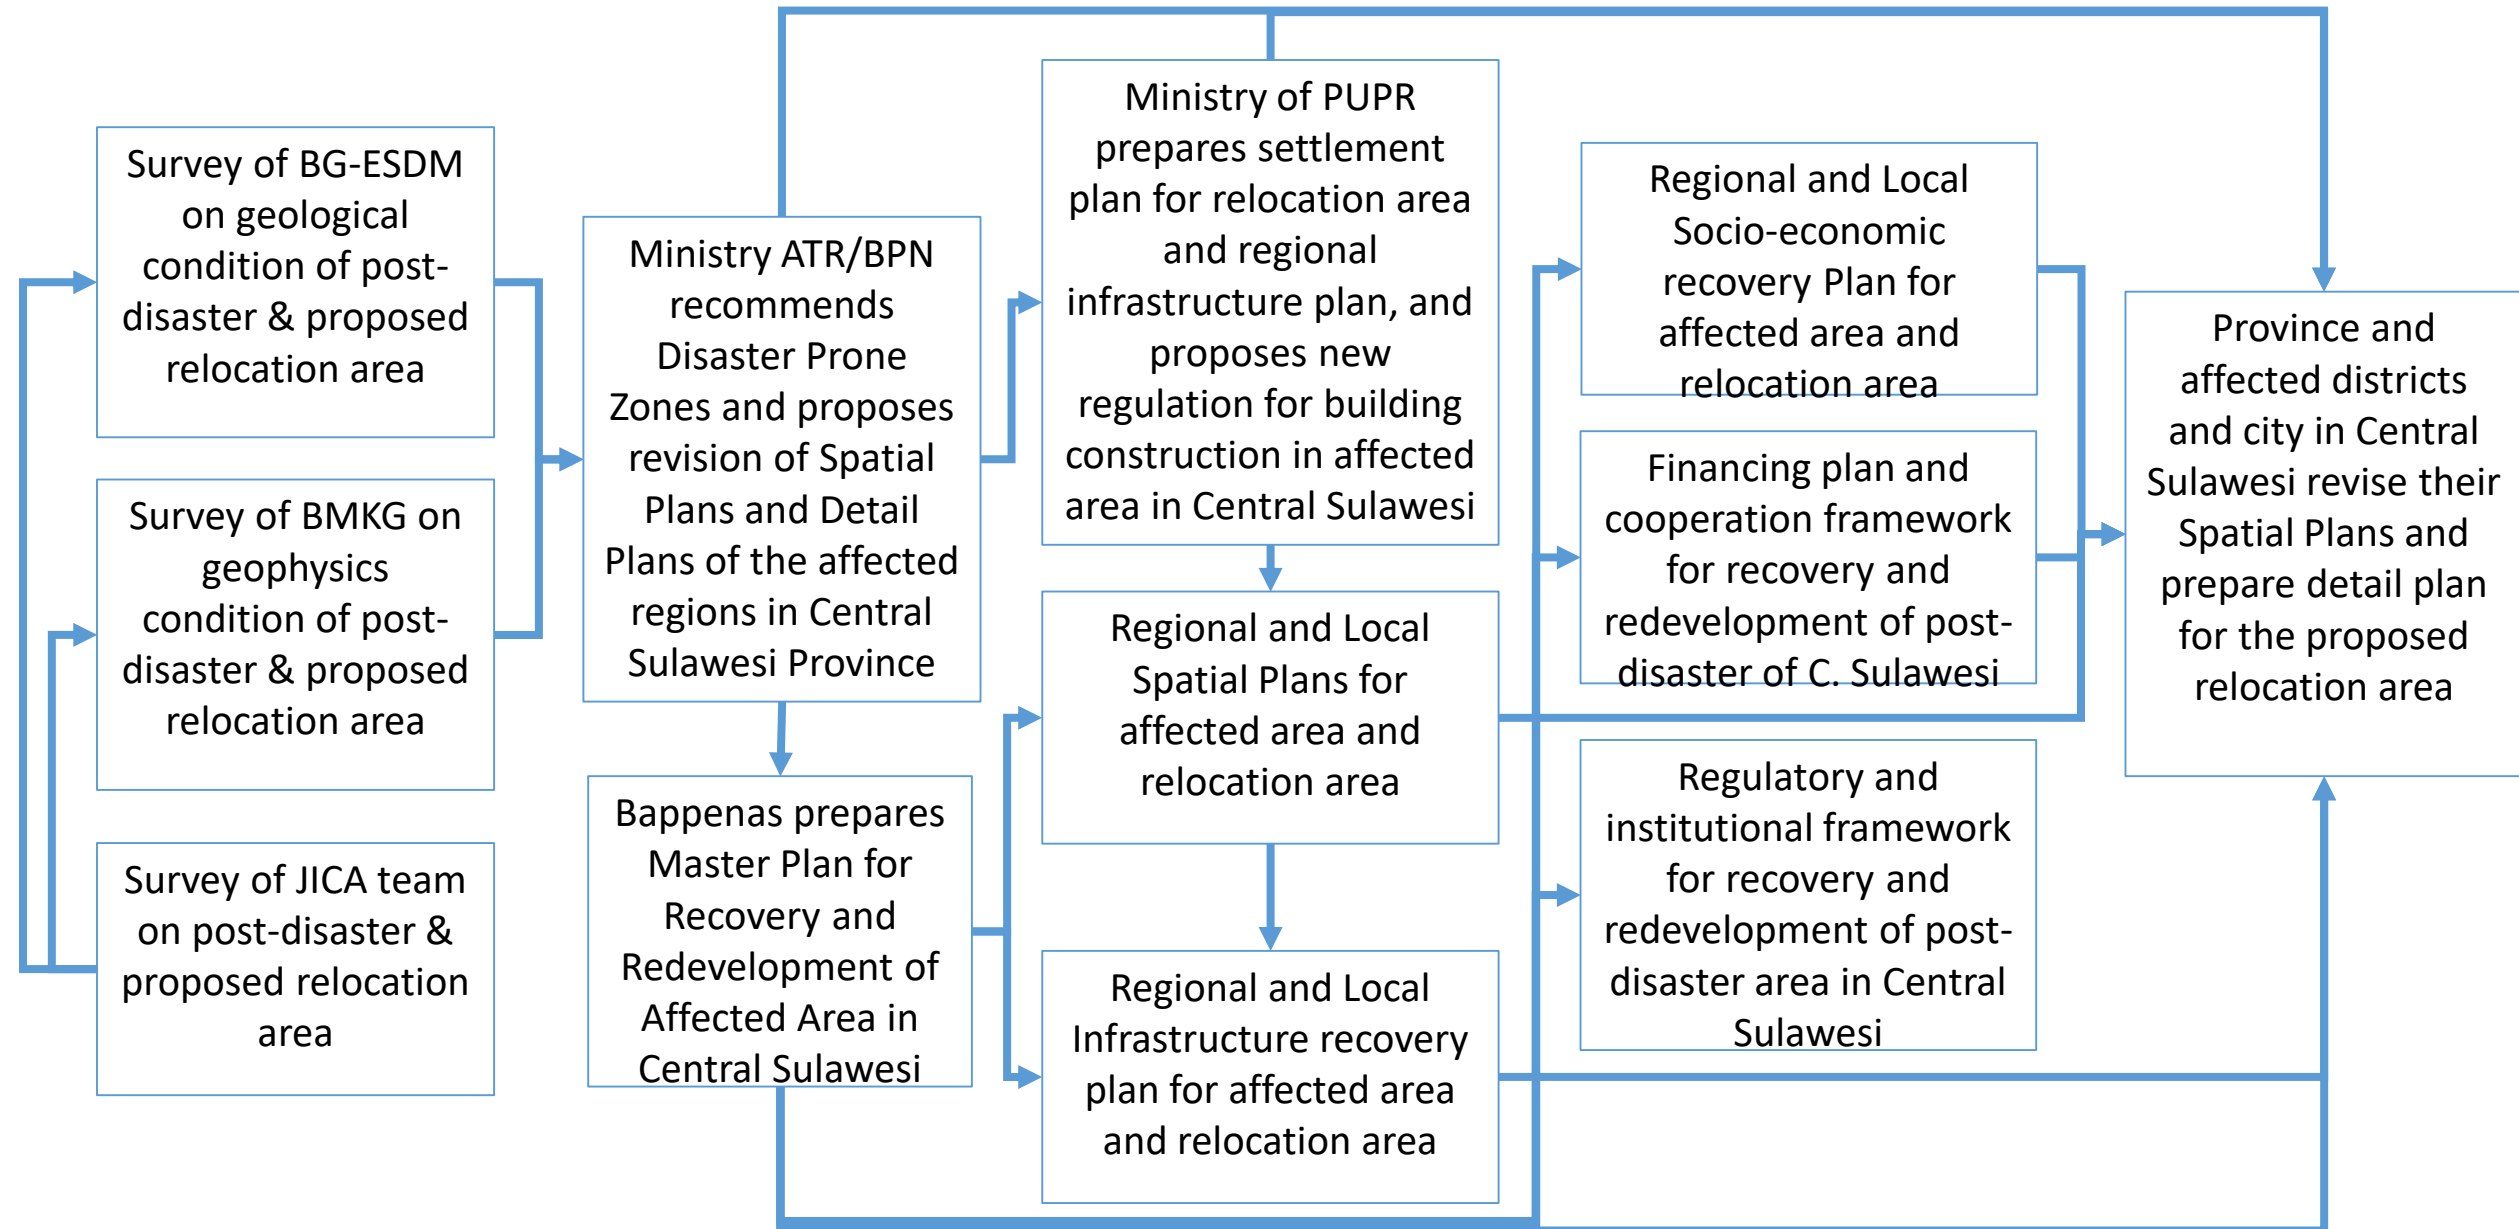 Survey of BG-ESDM
on geological
condition of post-
disaster & proposed
relocation area
Survey of BMKG on
geophysics
condition of post-
disaster & proposed
relocation area
Survey of JICA team
on post-disaster &
proposed relocation
area
Ministry ATR/BPN
recommends
Disaster Prone
Zones and proposes
revision of Spatial
Plans and Detail
Plans of the affected
regions in Central
Sulawesi Province
Bappenas prepares
Master Plan for
Recovery and
Redevelopment of
Affected Area in
Central Sulawesi
Ministry of PUPR
prepares settlement
plan for relocation area
and regional
infrastructure plan, and
proposes new
regulation for building
construction in affected
area in Central Sulawesi
Regional and Local
Spatial Plans for
affected area and
relocation area
Regional and Local
Infrastructure recovery
plan for affected area
and relocation area
Regional and Local
Socio-economic
recovery Plan for
affected area and
relocation area
Financing plan and
cooperation framework
for recovery and
redevelopment of post-
disaster of C. Sulawesi
Regulatory and
institutional framework
for recovery and
redevelopment of post-
disaster area in Central
Sulawesi
Province and
affected districts
and city in Central
Sulawesi revise their
Spatial Plans and
prepare detail plan
for the proposed
relocation area